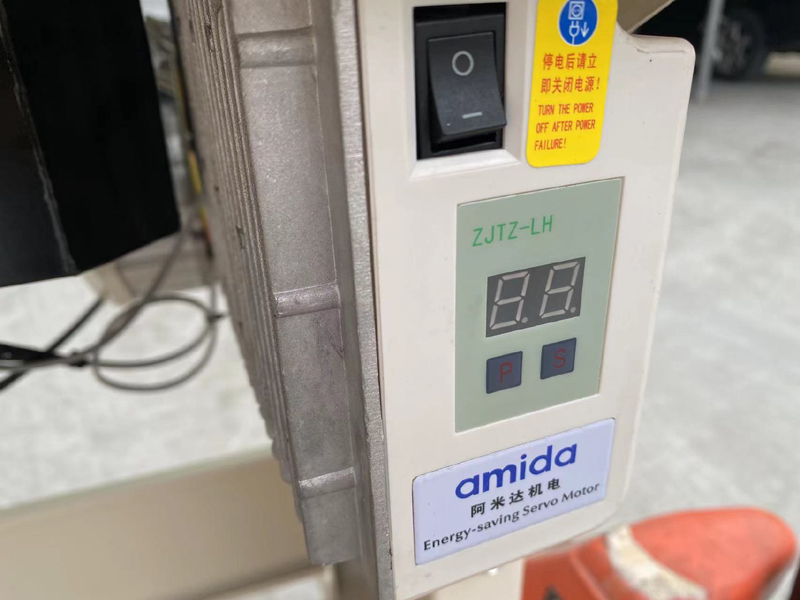 停电后请立
即关闭电源!
TURN THE POWER
OFF AFTER POWER
FAILURE!
ZJTZ-LH
8.8.
P S
amida
阿米达机电
Energy-saving Servo Motor